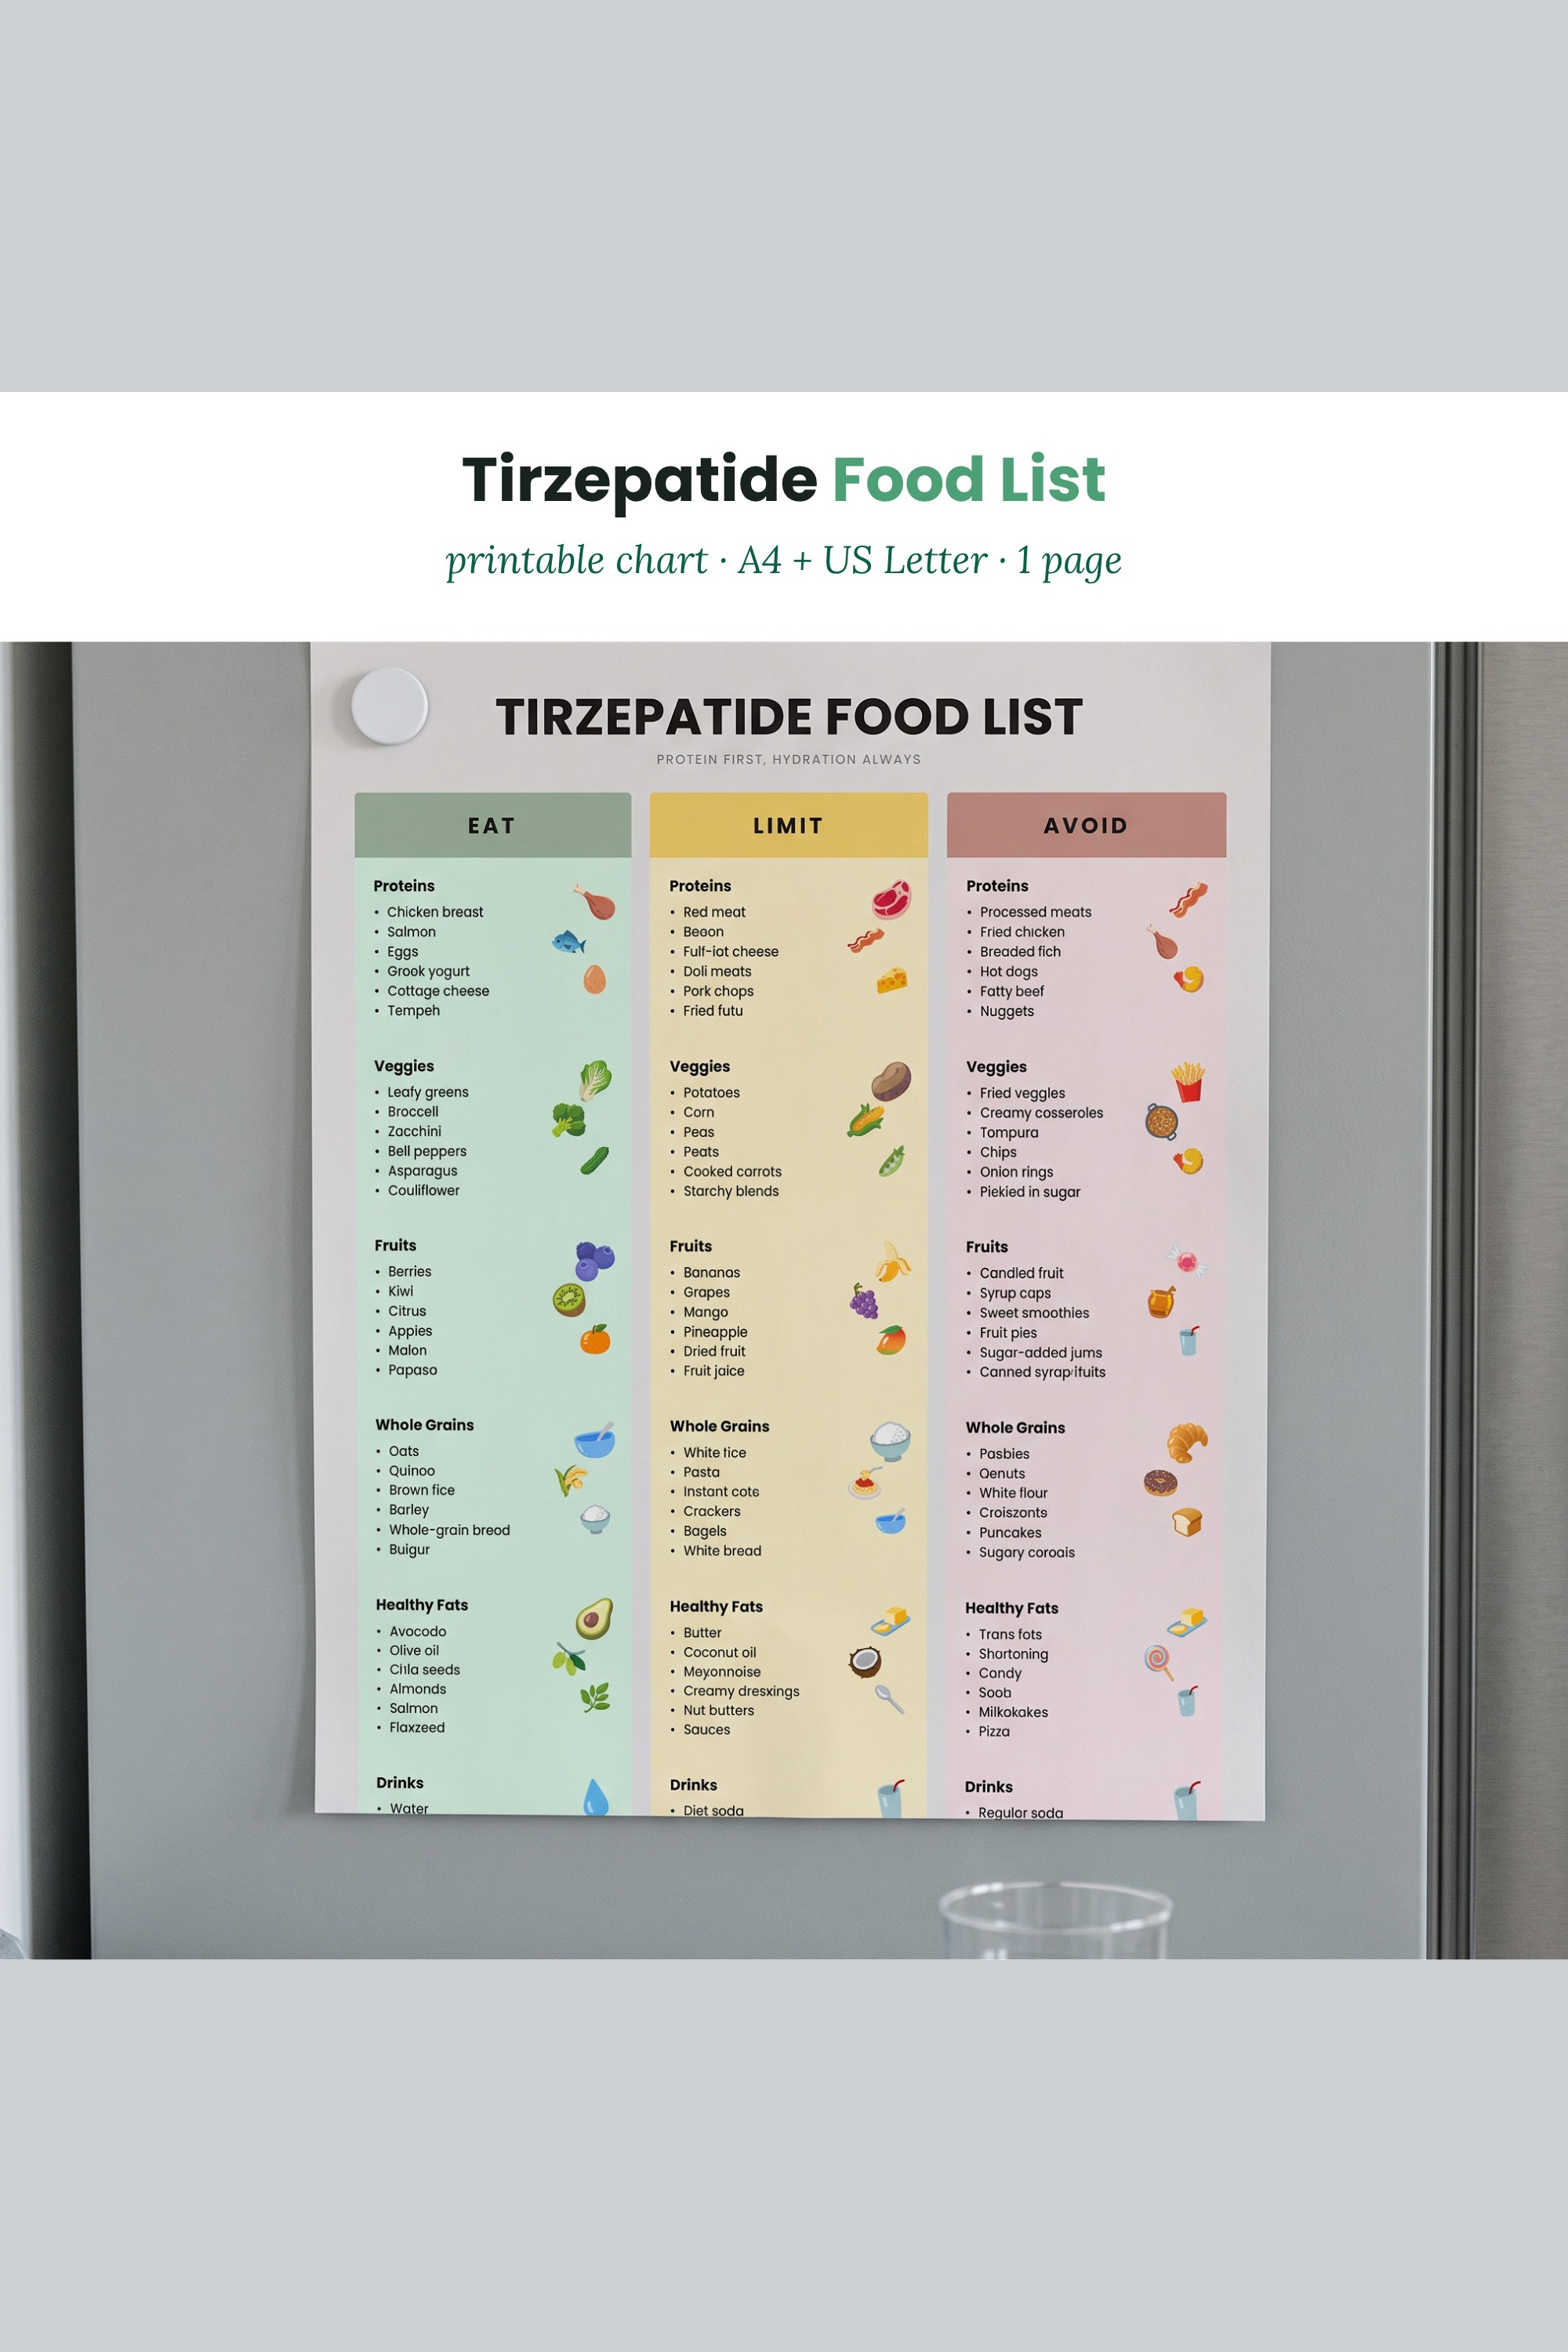 Tirzepatide Food List
printable chart · A4 + US Letter · 1 page
TIRZEPATIDE FOOD LIST
PROTEIN FIRST, HYDRATION ALWAYS
EAT
Proteins
• Chicken breast
• Salmon
• Eggs
• Grook yogurt
• Cottage cheese
• Tempeh
Veggies
• Leafy greens
• Broccell
• Zacchini
• Bell peppers
• Asparagus
• Couliflower
Fruits
• Berries
• Kiwi
• Citrus
• Appies
• Malon
• Papaso
Whole Grains
• Oats
• Quinoo
• Brown fice
• Barley
• Whole-grain breod
• Buigur
Healthy Fats
• Avocodo
• Olive oil
• Chla seeds
• Almonds
• Salmon
• Flaxzeed
Drinks
• Water
LIMIT
Proteins
• Red meat
• Beoon
• Fulf-iot cheese
• Doli meats
• Pork chops
• Fried futu
Veggies
• Potatoes
• Corn
• Peas
• Peats
• Cooked corrots
• Starchy blends
Fruits
• Bananas
• Grapes
• Mango
• Pineapple
• Dried fruit
• Fruit jaice
Whole Grains
• White fice
• Pasta
• Instant cots
• Crackers
• Bagels
• White bread
Healthy Fats
• Butter
• Coconut oil
• Meyonnoise
• Creamy dresxings
• Nut butters
• Sauces
Drinks
• Diet soda
AVOID
Proteins
• Processed meats
• Fried chicken
• Breaded fich
• Hot dogs
• Fatty beef
• Nuggets
Veggies
• Fried veggles
• Creamy cosseroles
• Tompura
• Chips
• Onion rings
• Piekied in sugar
Fruits
• Candled fruit
• Syrup caps
• Sweet smoothies
• Fruit pies
• Sugar-added jums
• Canned
Whole Grains
• Pasbies
• Oenuts
• White flour
• Croiszonts
• Puncakes
• Sugary coroais
Healthy Fats
• Trans fots
• Shortoning
• Candy
• Soob
• Milkokakes
• Pizza
Drinks
• Regulor soda